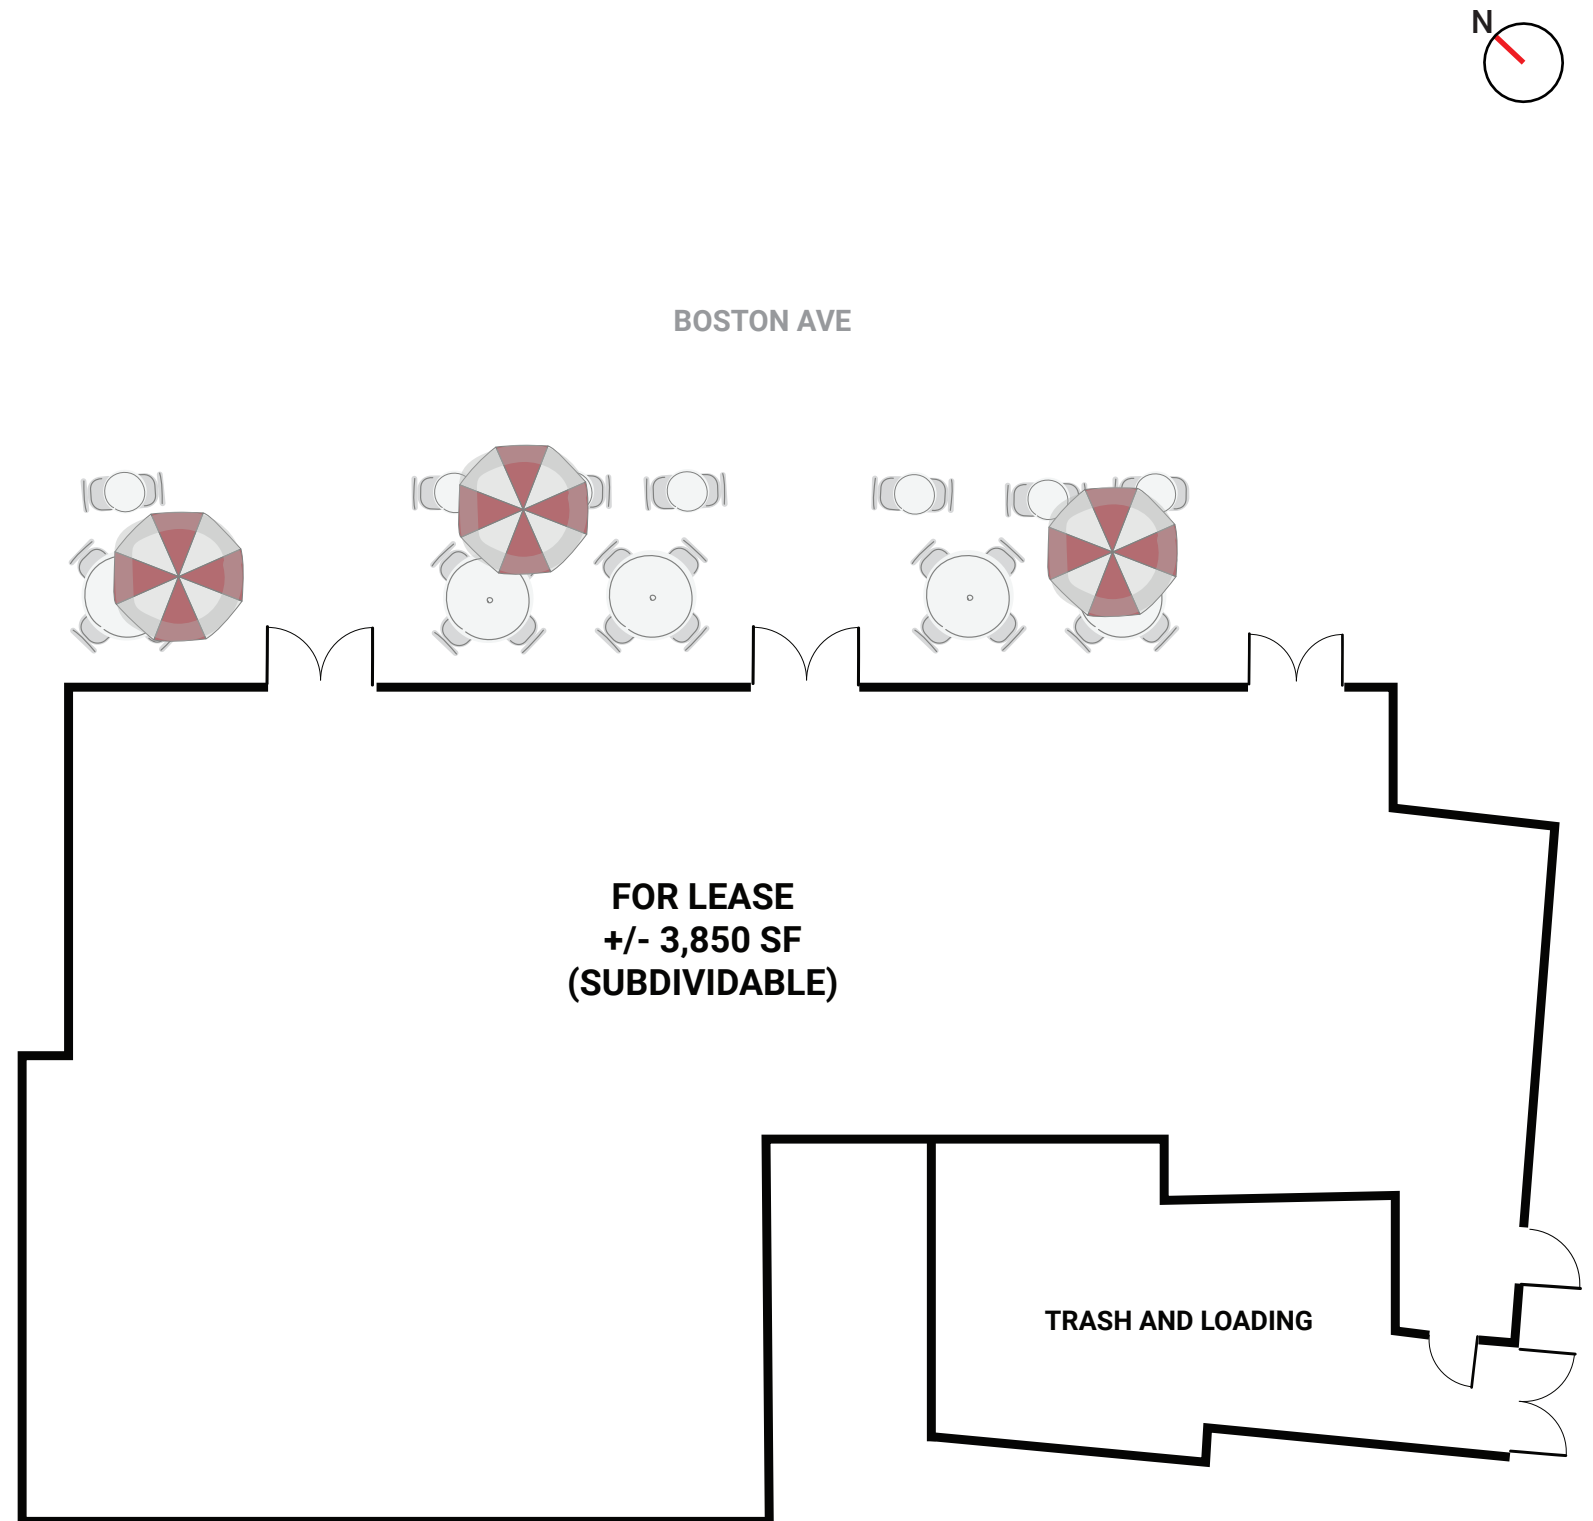 N
BOSTON AVE
FOR LEASE
+/- 3,850 SF
(SUBDIVIDABLE)
TRASH AND LOADING